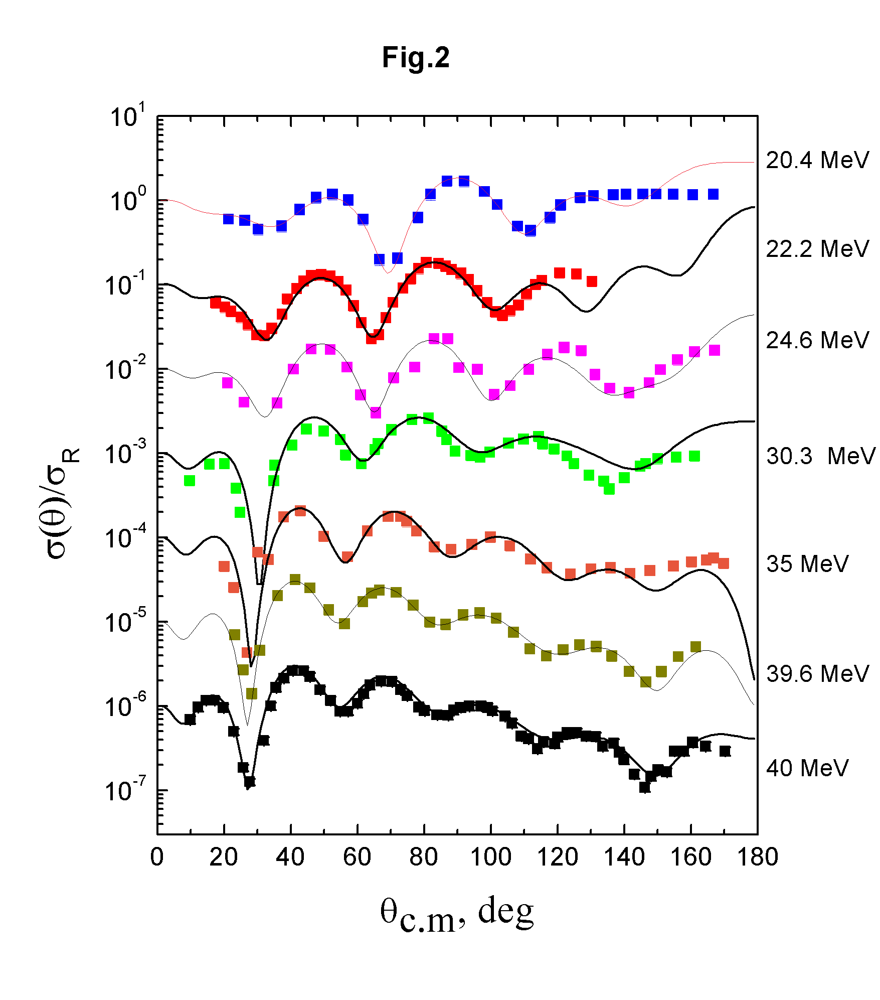 Fig.2
10^1
20.4 MeV
10^0
22.2 MeV
10^-1
24.6 MeV
10^-2
10^-3
30.3 MeV
σ(θ)/σ_R
10^-4
35 MeV
10^-5
39.6 MeV
10^-6
40 MeV
10^-7
0 20 40 60 80 100 120 140 160 180
θ_c.m, deg